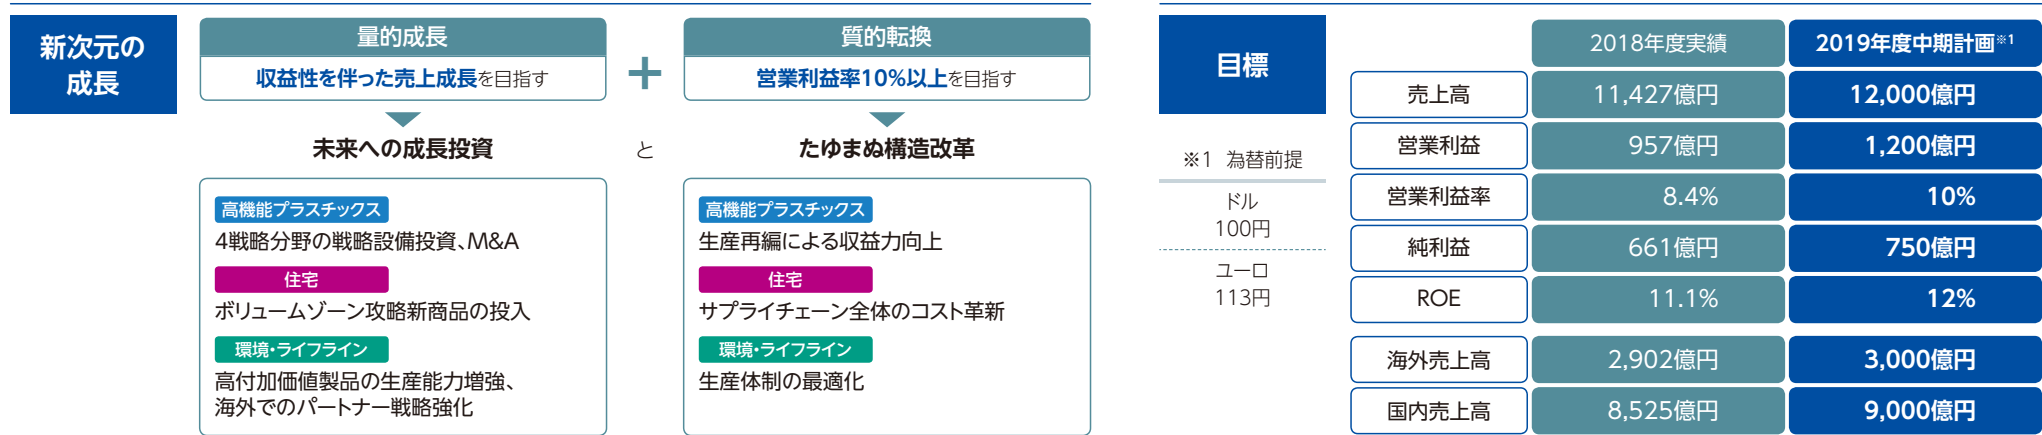 新次元の
成長
量的成長
収益性を伴った売上成長を目指す
+
質的転換
営業利益率10%以上を目指す
未来への成長投資
と
たゆまぬ構造改革
高機能プラスチックス
4戦略分野の戦略設備投資、M&A
住宅
ボリュームゾーン攻略新商品の投入
環境・ライフライン
高付加価値製品の生産能力増強、
海外でのパートナー戦略強化
高機能プラスチックス
生産再編による収益力向上
住宅
サプライチェーン全体のコスト革新
環境・ライフライン
生産体制の最適化
目標
※1 為替前提
ドル
100円
ユーロ
113円
2018年度実績 2019年度中期計画※1
売上高 11,427億円 12,000億円
営業利益 957億円 1,200億円
営業利益率 8.4% 10%
純利益 661億円 750億円
ROE 11.1% 12%
海外売上高 2,902億円 3,000億円
国内売上高 8,525億円 9,000億円